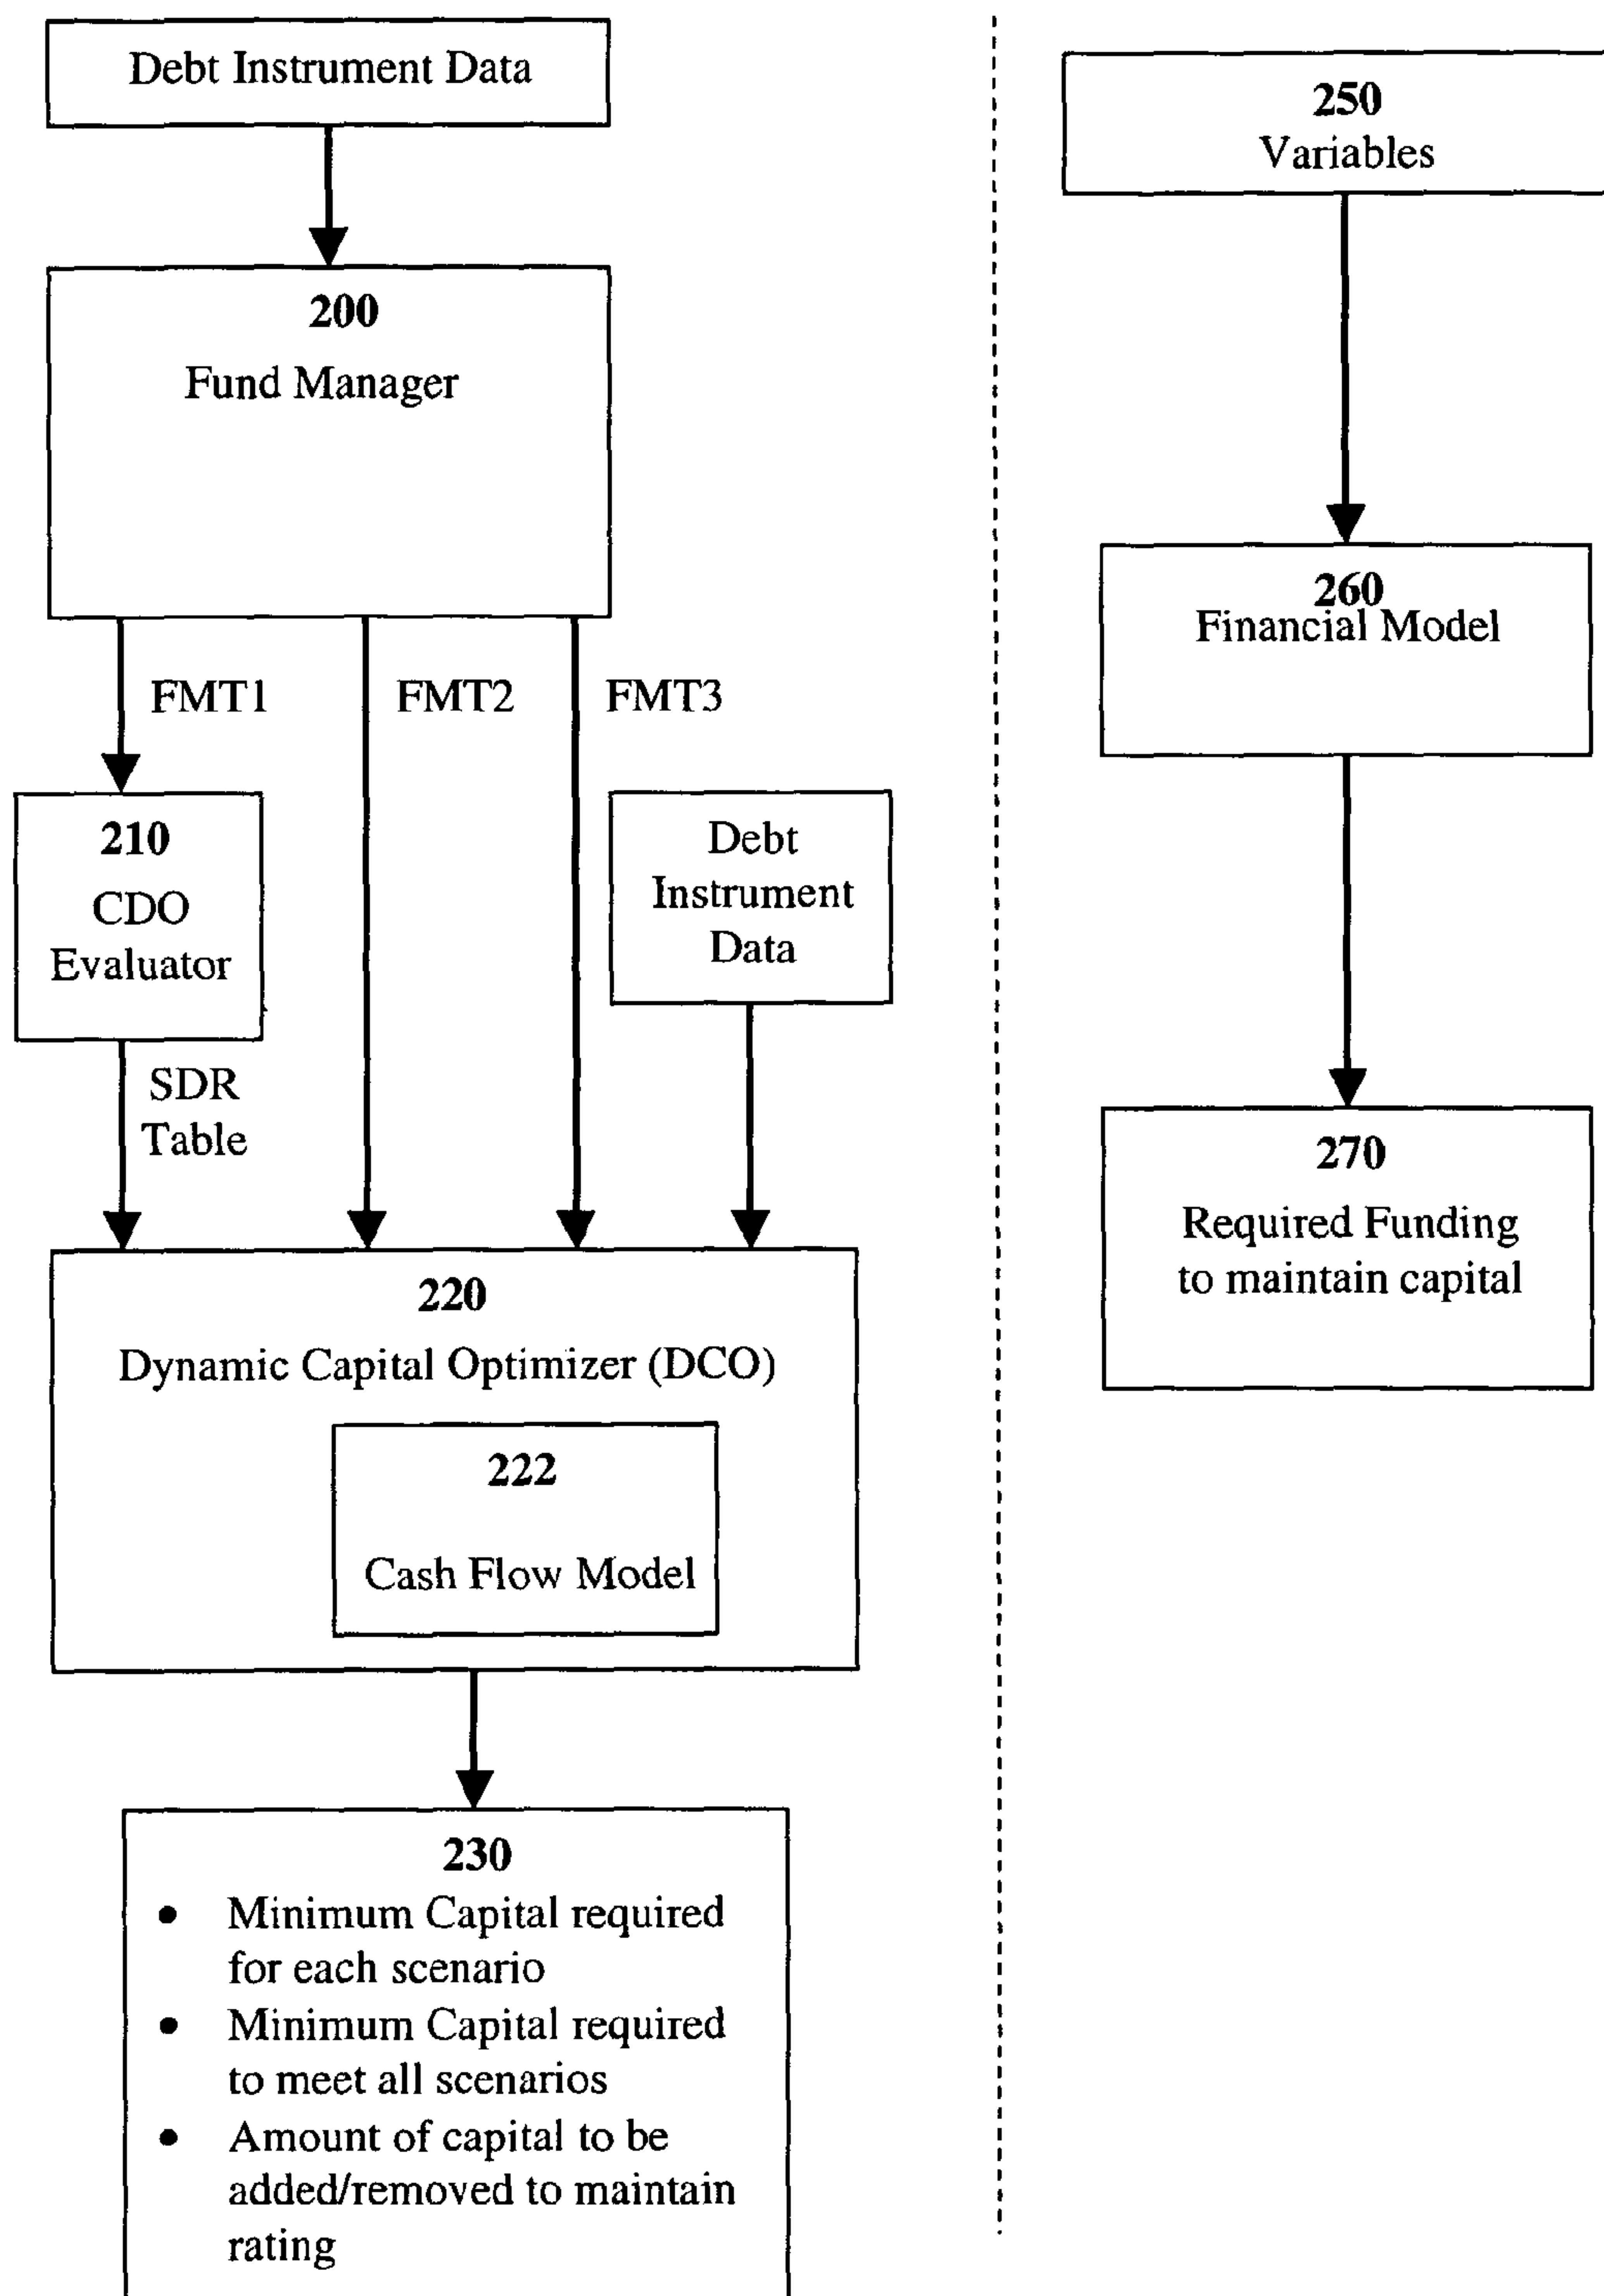 Debt Instrument Data
200
Fund Manager
FMT1
FMT2
FMT3
210
CDO
Evaluator
Debt
Instrument
Data
SDR
Table
220
Dynamic Capital Optimizer (DCO)
222
Cash Flow Model
230
• Minimum Capital required
for each scenario
• Minimum Capital required
to meet all scenarios
• Amount of capital to be
added/removed to maintain
rating
250
Variables
260
Financial Model
270
Required Funding
to maintain capital